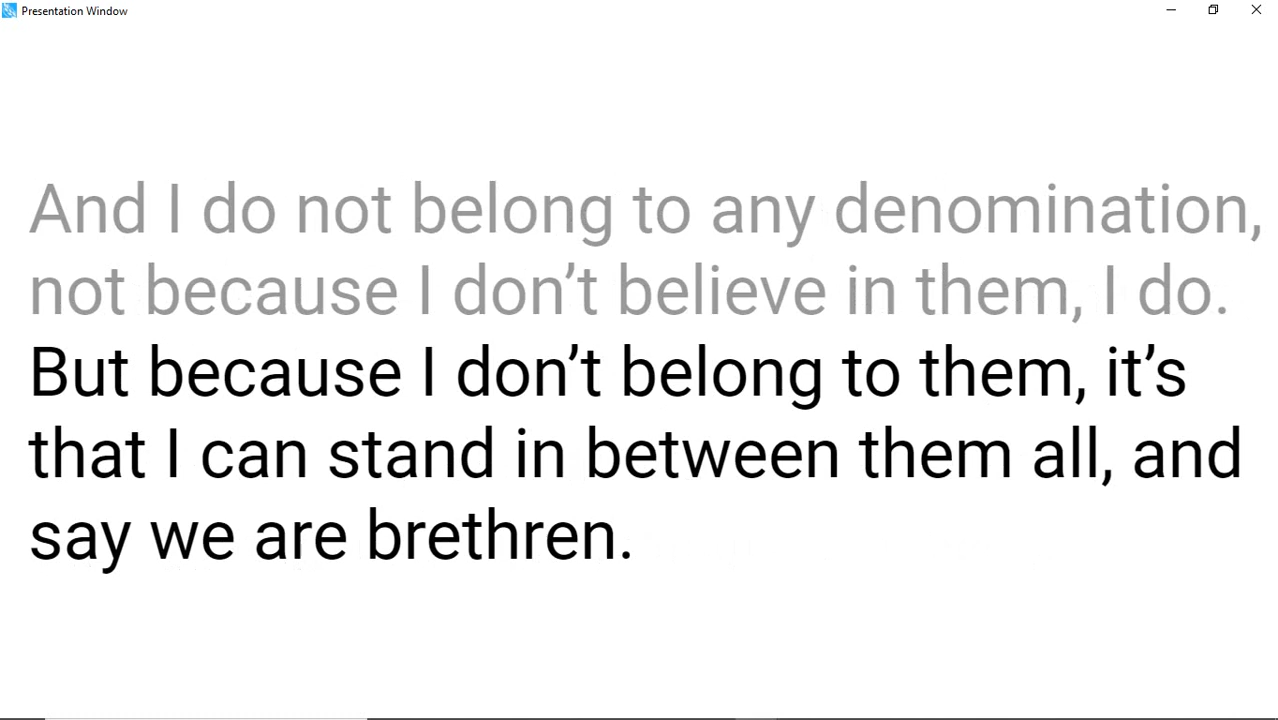 Presentation Window
And I do not belong to any denomination,
not because I don’t believe in them, I do.
But because I don’t belong to them, it’s
that I can stand in between them all, and
say we are brethren.